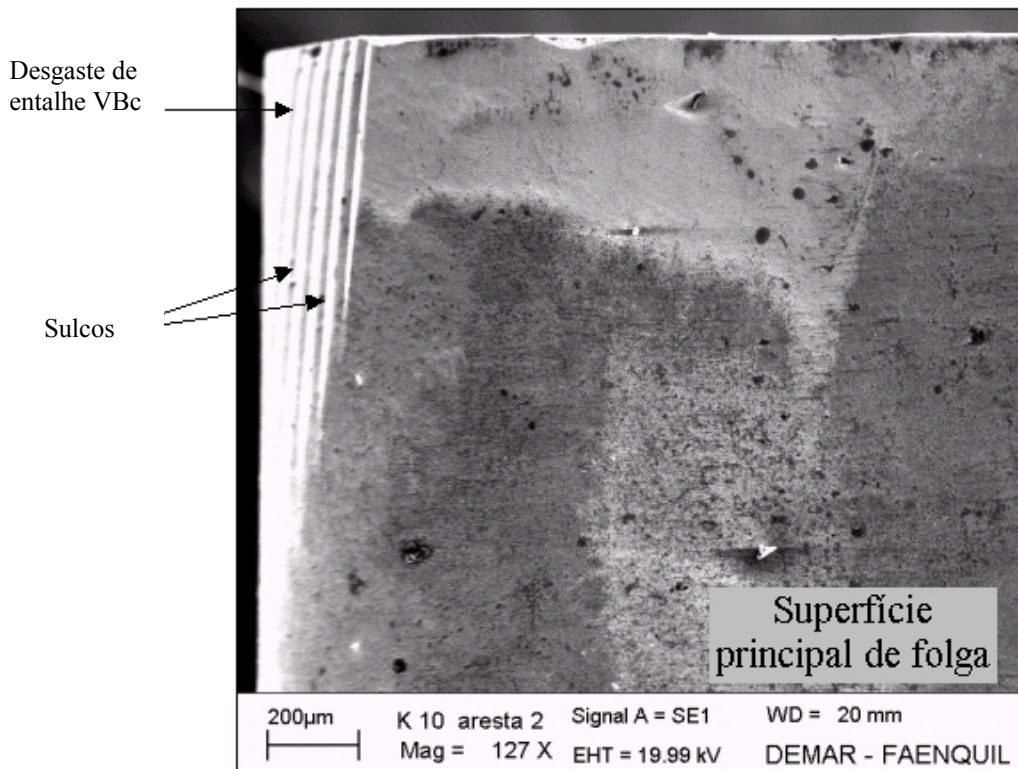 Desgaste de
entalhe VBc
Sulcos
Superfície
principal de folga
200µm
K 10 aresta 2
Signal A = SE1
WD = 20 mm
Mag = 127 X
EHT = 19.99 kV
DEMAR - FAENQUIL